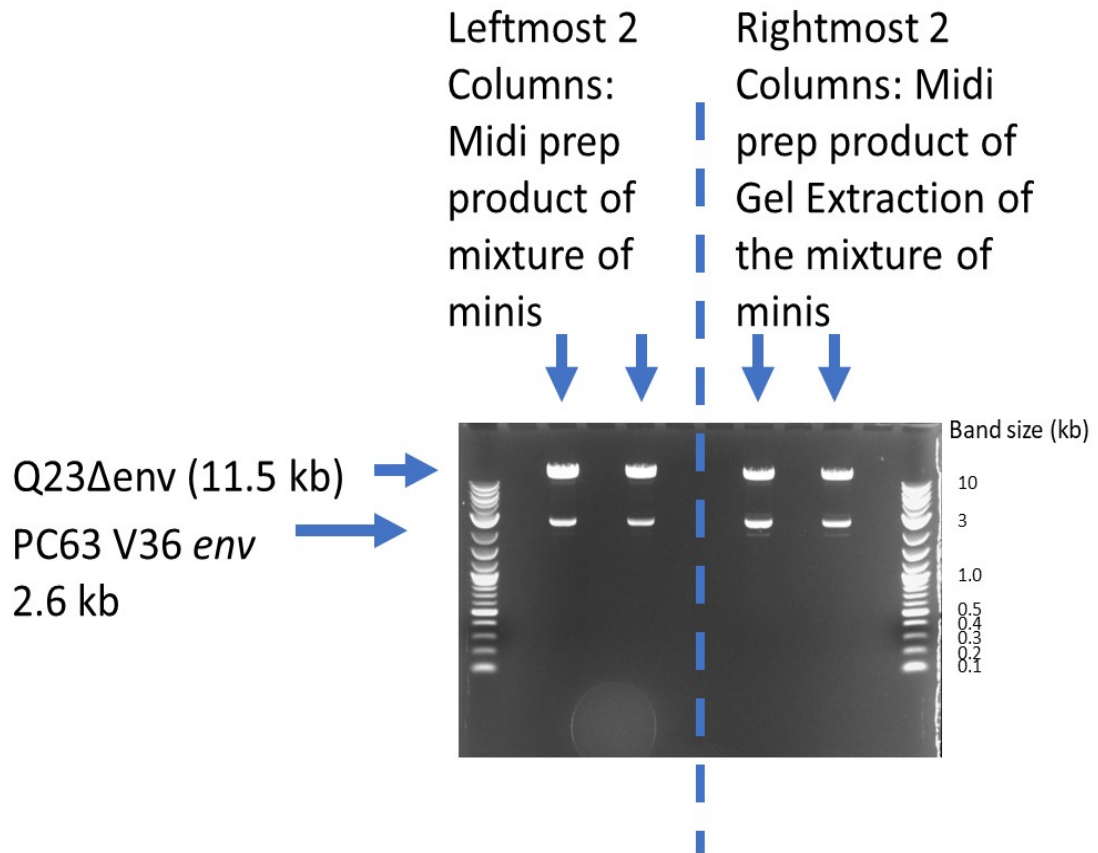 Leftmost 2
Columns:
Midi prep
product of
mixture of
minis
Rightmost 2
Columns: Midi
prep product of
Gel Extraction of
the mixture of
minis
Band size (kb)
Q23Δenv (11.5 kb)
PC63 V36 env
2.6 kb
10
3
1.0
0.5
0.4
0.3
0.2
0.1